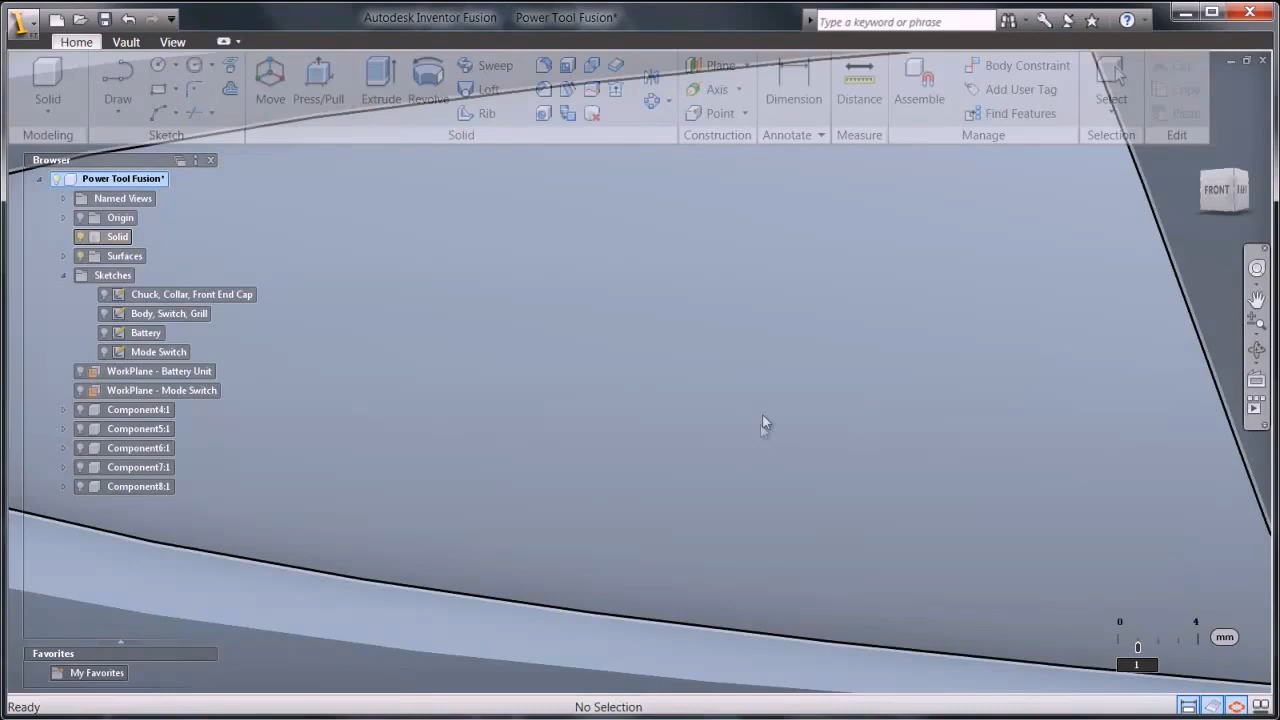 Autodesk Inventor Fusion Power Tool Fusion*
Type a keyword or phrase
Home Vault View
Solid
Draw
Move
Press/Pull
Extrude
Revolve
Sweep
Loft
Rib
Plane
Axis
Point
Dimension
Distance
Assemble
Body Constraint
Add User Tag
Find Features
Select
Copy
Modeling
Sketch
Solid
Construction
Annotate
Measure
Manage
Selection
Edit
Browser
Power Tool Fusion*
Named Views
Origin
Solid
Surfaces
Sketches
Chuck, Collar, Front End Cap
Body, Switch, Grill
Battery
Mode Switch
WorkPlane - Battery Unit
WorkPlane - Mode Switch
Component4:1
Component5:1
Component6:1
Component7:1
Component8:1
FRONT
0 4
mm
1
Favorites
My Favorites
Ready
No Selection